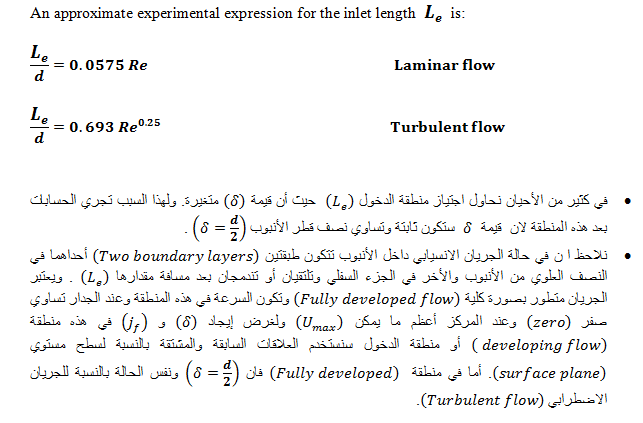 An approximate experimental expression for the inlet length L_e is:
L_e/d = 0.0575 Re Laminar flow
L_e/d = 0.693 Re^0.25 Turbulent flow
• في كثير من الأحيان نحاول اجتياز منطقة الدخول (L_e) حيث أن قيمة (δ) متغيرة. ولهذا السبب تجري الحسابات
بعد هذه المنطقة لان قيمة δ ستكون ثابتة وتساوي نصف قطر الأنبوب (δ = d/2) .
• نلاحظ ا ن في حالة الجريان الانسيابي داخل الأنبوب تتكون طبقتين (Two boundary layers) أحداهما في
النصف العلوي من الأنبوب والأخر في الجزء السفلي وتلتقيان أو تندمجان بعد مسافة مقدارها (L_e) . ويعتبر
الجريان متطور بصورة كلية (Fully developed flow) وتكون السرعة في هذه المنطقة وعند الجدار تساوي
صفر (zero) وعند المركز أعظم ما يمكن (U_max) ولغرض إيجاد (δ) و (j_f) في هذه منطقة
(developing flow ) أو منطقة الدخول سنستخدم العلاقات السابقة والمشتقة بالنسبة لسطح مستوي
(surface plane). أما في منطقة (Fully developed) فان (δ = d/2) ونفس الحالة بالنسبة للجريان
الاضطرابي (Turbulent flow).